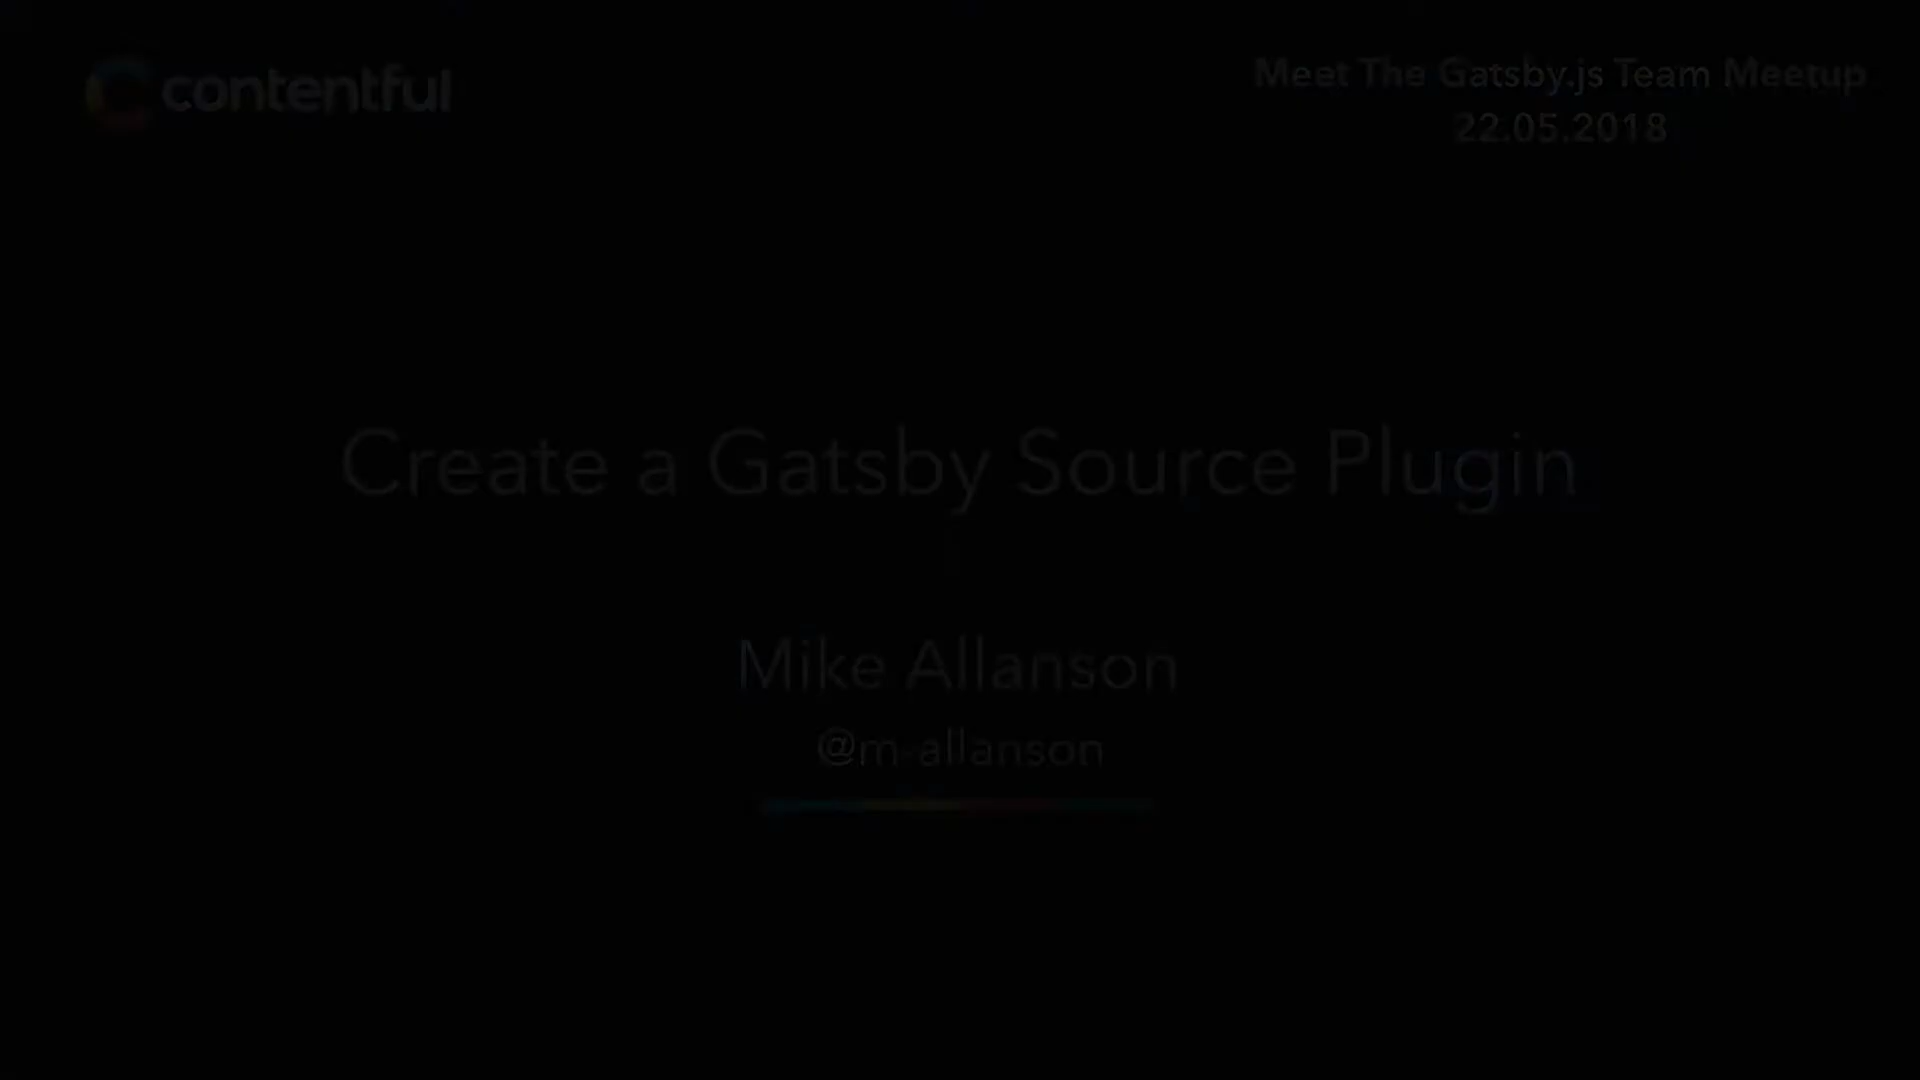 contentful
Meet The Gatsby.js Team Meetup
22.05.2018
Create a Gatsby Source Plugin
Mike Allanson
@m-allanson